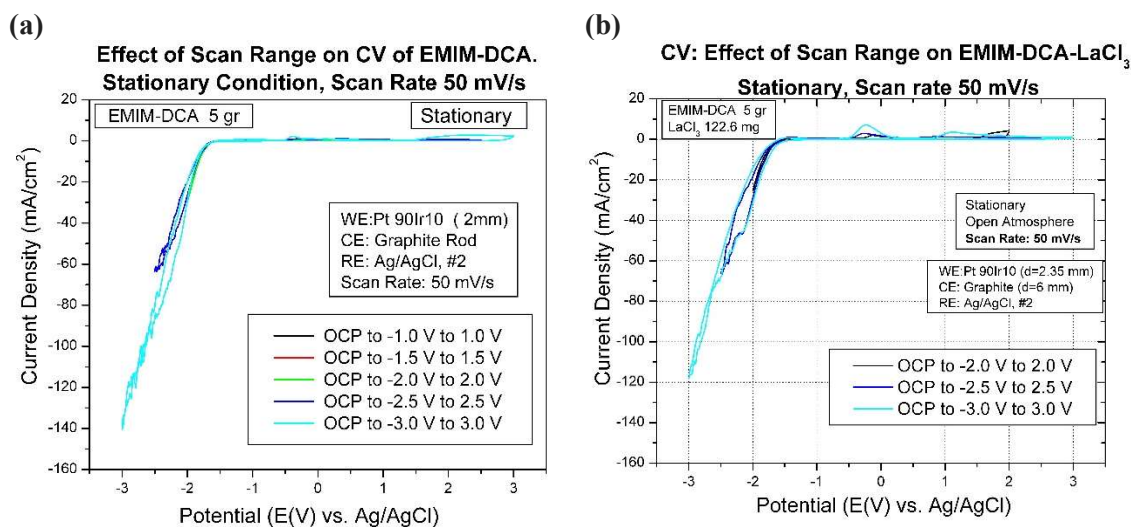 (a)
Effect of Scan Range on CV of EMIM-DCA.
Stationary Condition, Scan Rate 50 mV/s
EMIM-DCA 5 gr
Stationary
WE:Pt 90Ir10 ( 2mm)
CE: Graphite Rod
RE: Ag/AgCl, #2
Scan Rate: 50 mV/s
OCP to -1.0 V to 1.0 V
OCP to -1.5 V to 1.5 V
OCP to -2.0 V to 2.0 V
OCP to -2.5 V to 2.5 V
OCP to -3.0 V to 3.0 V
Current Density (mA/cm²)
20
0
-20
-40
-60
-80
-100
-120
-140
-160
-3 -2 -1 0 1 2 3
Potential (E(V) vs. Ag/AgCl)
(b)
CV: Effect of Scan Range on EMIM-DCA-LaCl₃
Stationary, Scan rate 50 mV/s
EMIM-DCA 5 gr
LaCl₃ 122.6 mg
Stationary
Open Atmosphere
Scan Rate: 50 mV/s
WE:Pt 90Ir10 (d=2.35 mm)
CE: Graphite (d=6 mm)
RE: Ag/AgCl, #2
OCP to -2.0 V to 2.0 V
OCP to -2.5 V to 2.5 V
OCP to -3.0 V to 3.0 V
Current Density (mA/cm²)
20
0
-20
-40
-60
-80
-100
-120
-140
-160
-3 -2 -1 0 1 2 3
Potential (E(V) vs. Ag/AgCl)